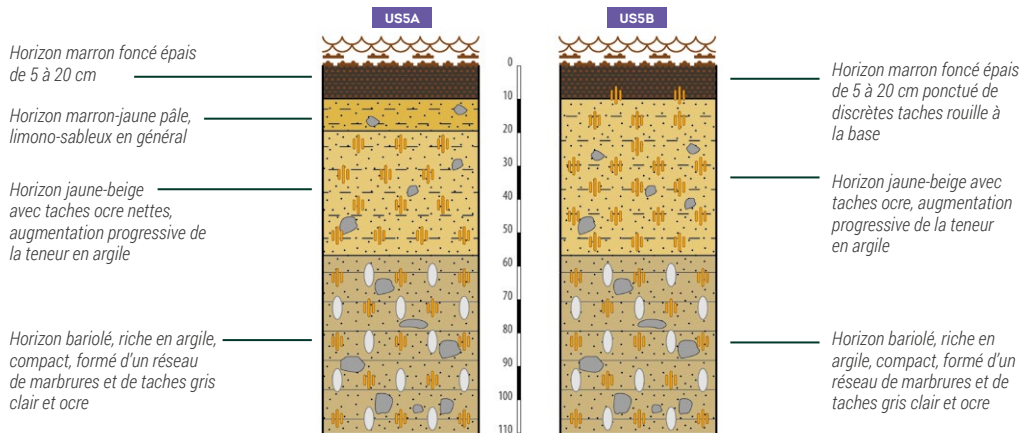 US5A
US5B
Horizon marron foncé épais
de 5 à 20 cm
Horizon marron-jaune pâle,
limono-sableux en général
Horizon jaune-beige
avec taches ocre nettes,
augmentation progressive de
la teneur en argile
Horizon bariolé, riche en argile,
compact, formé d'un réseau
de marbrures et de taches gris
clair et ocre
0
10
20
30
40
50
60
70
80
90
100
110
Horizon marron foncé épais
de 5 à 20 cm ponctué de
discrètes taches rouille à
la base
Horizon jaune-beige avec
taches ocre, augmentation
progressive de la teneur
en argile
Horizon bariolé, riche en
argile, compact, formé d'un
réseau de marbrures et de
taches gris clair et ocre